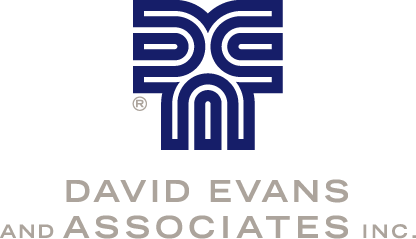 ®
DAVID EVANS
AND ASSOCIATES INC.